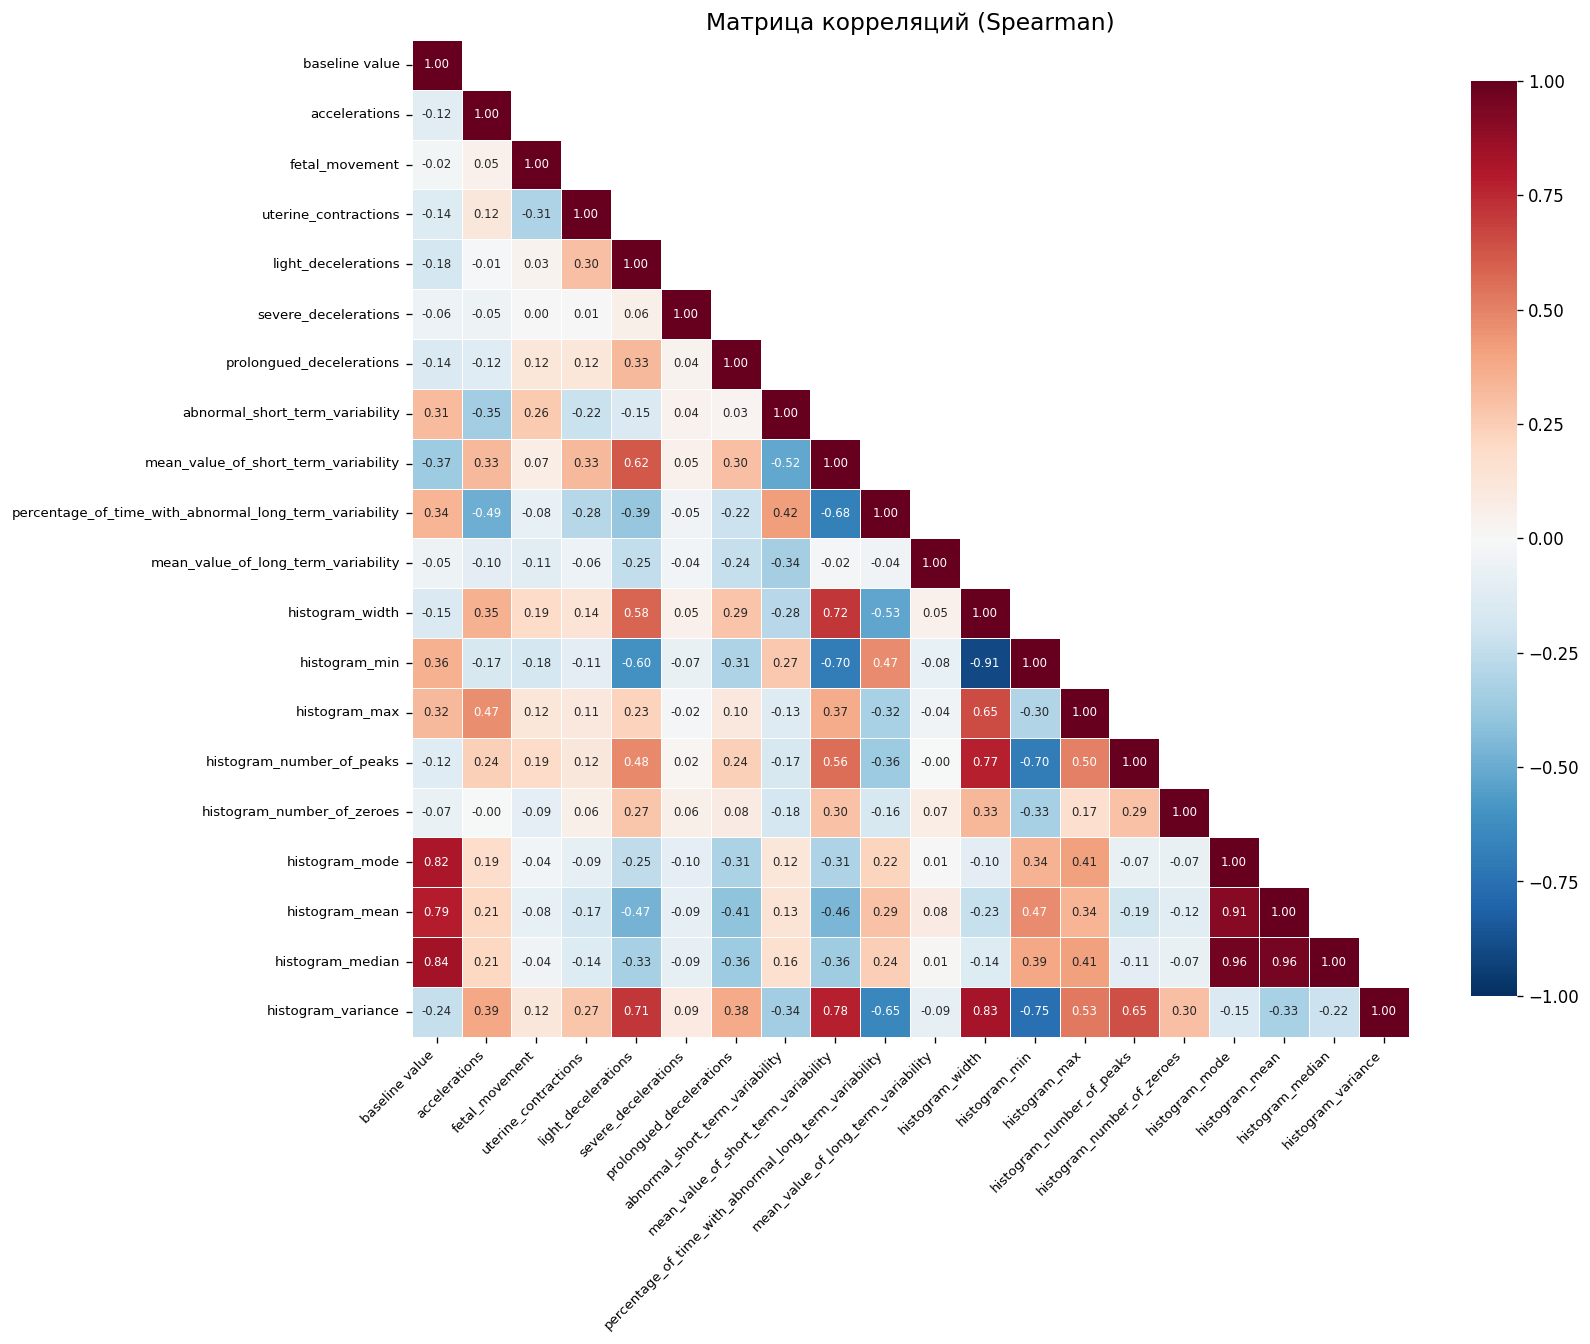 Матрица корреляций (Spearman)
baseline value 1.00
accelerations -0.12 1.00
fetal_movement -0.02 0.05 1.00
uterine_contractions -0.14 0.12 -0.31 1.00
light_decelerations -0.18 -0.01 0.03 0.30 1.00
severe_decelerations -0.06 -0.05 0.00 0.01 0.06 1.00
prolongued_decelerations -0.14 -0.12 0.12 0.12 0.33 0.04 1.00
abnormal_short_term_variability 0.31 -0.35 0.26 -0.22 -0.15 0.04 0.03 1.00
mean_value_of_short_term_variability -0.37 0.33 0.07 0.33 0.62 0.05 0.30 -0.52 1.00
percentage_of_time_with_abnormal_long_term_variability 0.34 -0.49 -0.08 -0.28 -0.39 -0.05 -0.22 0.42 -0.68 1.00
mean_value_of_long_term_variability -0.05 -0.10 -0.11 -0.06 -0.25 -0.04 -0.24 -0.34 -0.02 -0.04 1.00
histogram_width -0.15 0.35 0.19 0.14 0.58 0.05 0.29 -0.28 0.72 -0.53 0.05 1.00
histogram_min 0.36 -0.17 -0.18 -0.11 -0.60 -0.07 -0.31 0.27 -0.70 0.47 -0.08 -0.91 1.00
histogram_max 0.32 0.47 0.12 0.11 0.23 -0.02 0.10 -0.13 0.37 -0.32 -0.04 0.65 -0.30 1.00
histogram_number_of_peaks -0.12 0.24 0.19 0.12 0.48 0.02 0.24 -0.17 0.56 -0.36 -0.00 0.77 -0.70 0.50 1.00
histogram_number_of_zeroes -0.07 -0.00 -0.09 0.06 0.27 0.06 0.08 -0.18 0.30 -0.16 0.07 0.33 -0.33 0.17 0.29 1.00
histogram_mode 0.82 0.19 -0.04 -0.09 -0.25 -0.10 -0.31 0.12 -0.31 0.22 0.01 -0.10 0.34 0.41 -0.07 -0.07 1.00
histogram_mean 0.79 0.21 -0.08 -0.17 -0.47 -0.09 -0.41 0.13 -0.46 0.29 0.08 -0.23 0.47 0.34 -0.19 -0.12 0.91 1.00
histogram_median 0.84 0.21 -0.04 -0.14 -0.33 -0.09 -0.36 0.16 -0.36 0.24 0.01 -0.14 0.39 0.41 -0.11 -0.07 0.96 0.96 1.00
histogram_variance -0.24 0.39 0.12 0.27 0.71 0.09 0.38 -0.34 0.78 -0.65 -0.09 0.83 -0.75 0.53 0.65 0.30 -0.15 -0.33 -0.22 1.00
baseline value
accelerations
fetal_movement
uterine_contractions
light_decelerations
severe_decelerations
prolongued_decelerations
abnormal_short_term_variability
mean_value_of_short_term_variability
percentage_of_time_with_abnormal_long_term_variability
mean_value_of_long_term_variability
histogram_width
histogram_min
histogram_max
histogram_number_of_peaks
histogram_number_of_zeroes
histogram_mode
histogram_mean
histogram_median
histogram_variance
1.00
0.75
0.50
0.25
0.00
−0.25
−0.50
−0.75
−1.00